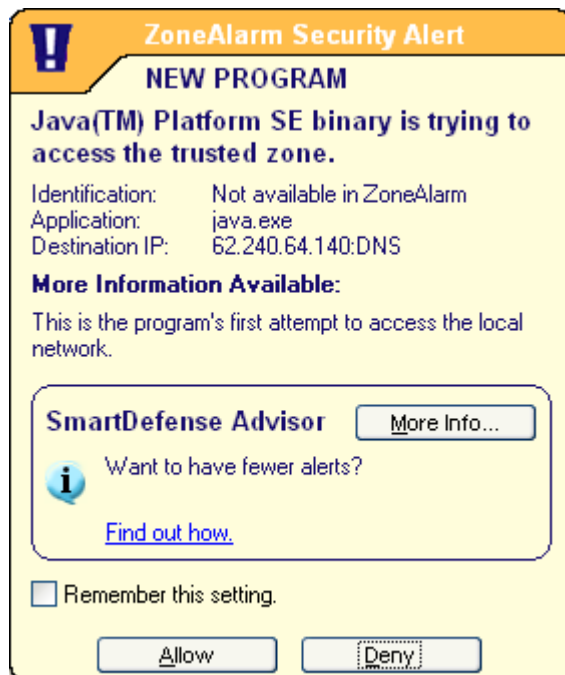 ZoneAlarm Security Alert
NEW PROGRAM
Java(TM) Platform SE binary is trying to
access the trusted zone.
Identification: Not available in ZoneAlarm
Application: java.exe
Destination IP: 62.240.64.140:DNS
More Information Available:
This is the program's first attempt to access the local
network.
SmartDefense Advisor More Info...
Want to have fewer alerts?
Find out how.
Remember this setting.
Allow Deny